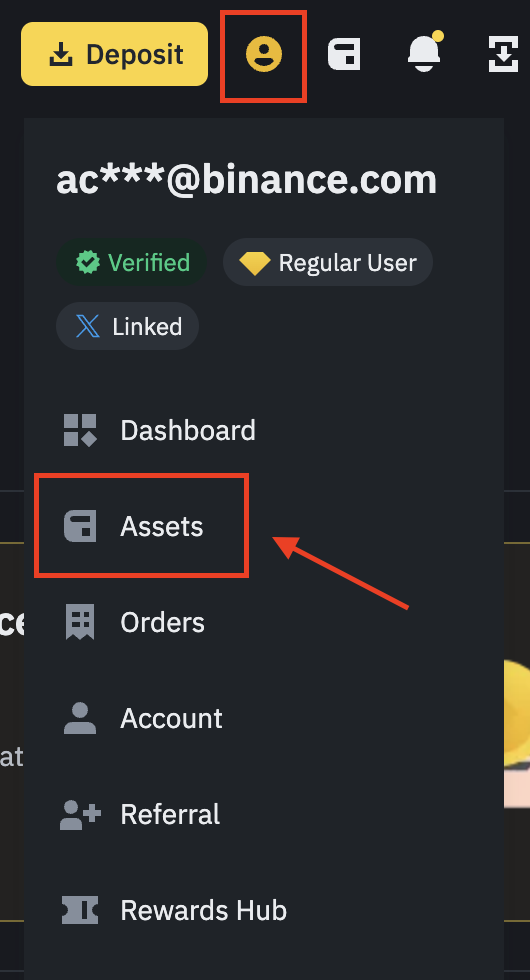 Deposit
ac***@binance.com
Verified
Regular User
Linked
Dashboard
Assets
ce
Orders
Account
at
Referral
Rewards Hub